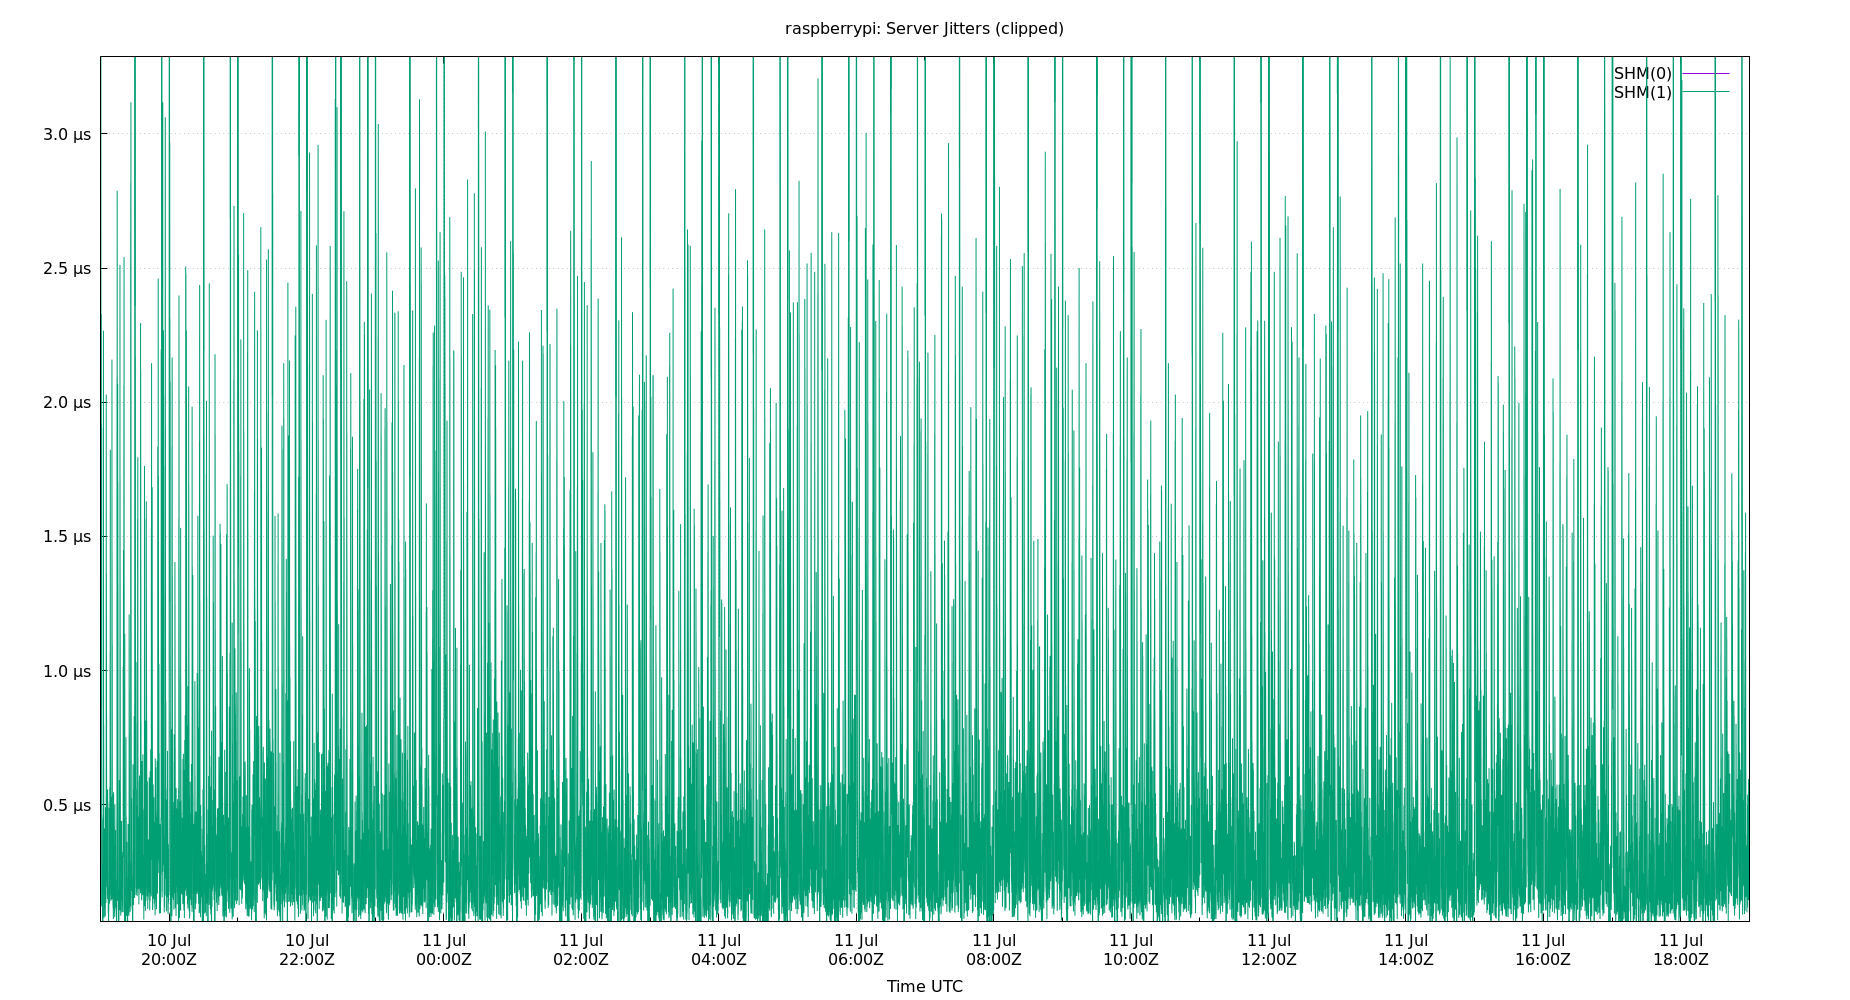 raspberrypi: Server Jitters (clipped)
SHM(0)
SHM(1)
3.0 µs
2.5 µs
2.0 µs
1.5 µs
1.0 µs
0.5 µs
10 Jul 10 Jul 11 Jul 11 Jul 11 Jul 11 Jul 11 Jul 11 Jul 11 Jul 11 Jul 11 Jul 11 Jul
20:00Z 22:00Z 00:00Z 02:00Z 04:00Z 06:00Z 08:00Z 10:00Z 12:00Z 14:00Z 16:00Z 18:00Z
Time UTC